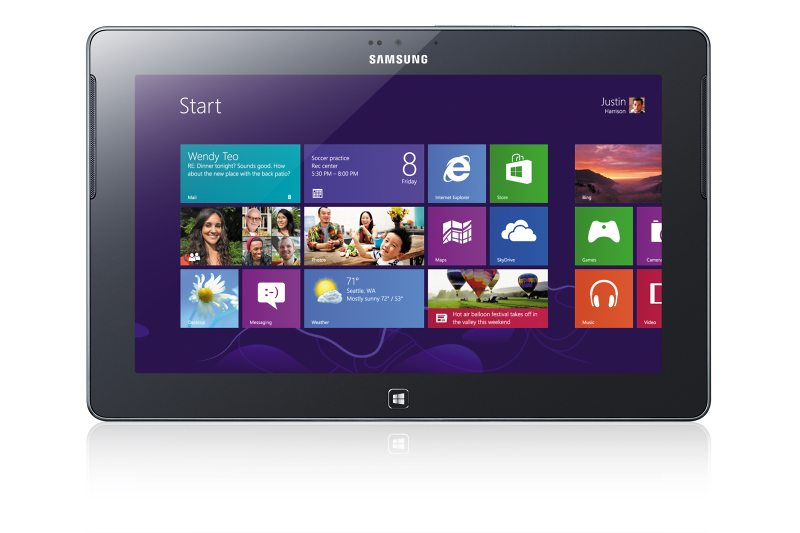 SAMSUNG
Start
Justin
Harrison
Wendy Teo
RE: Dinner tonight? Sounds good. How
about the new place with the back patio?
Mail
8
Soccer practice
Rec center
5:30 PM – 8:00 PM
8
Friday
Internet Explorer
Store
Bing
Photos
Maps
SkyDrive
Games
Camera
Desktop
Messaging
:-)
71°
Seattle, WA
Mostly sunny 72° / 53°
Weather
Hot air balloon festival takes off in
the valley this weekend
Music
Video